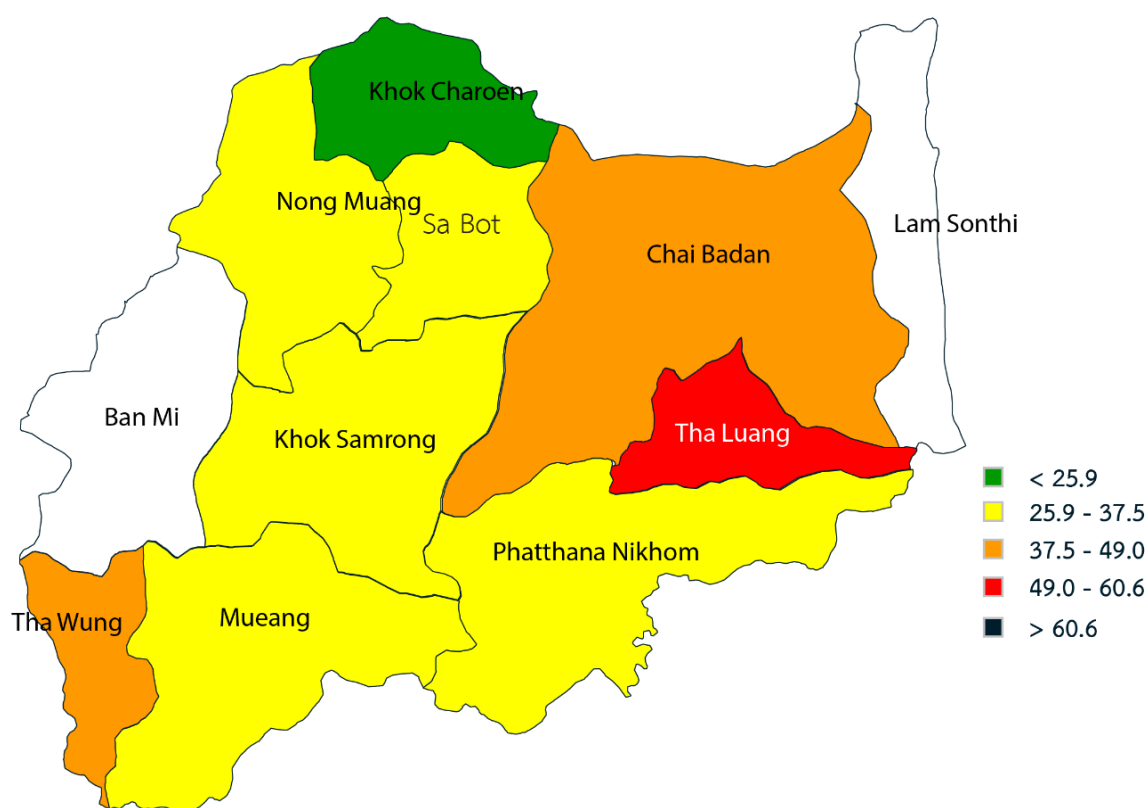 Khok Charoen
Nong Muang
Sa Bot
Lam Sonthi
Chai Badan
Ban Mi
Khok Samrong
Tha Luang
Phatthana Nikhom
Tha Wung
Mueang
< 25.9
25.9 - 37.5
37.5 - 49.0
49.0 - 60.6
> 60.6